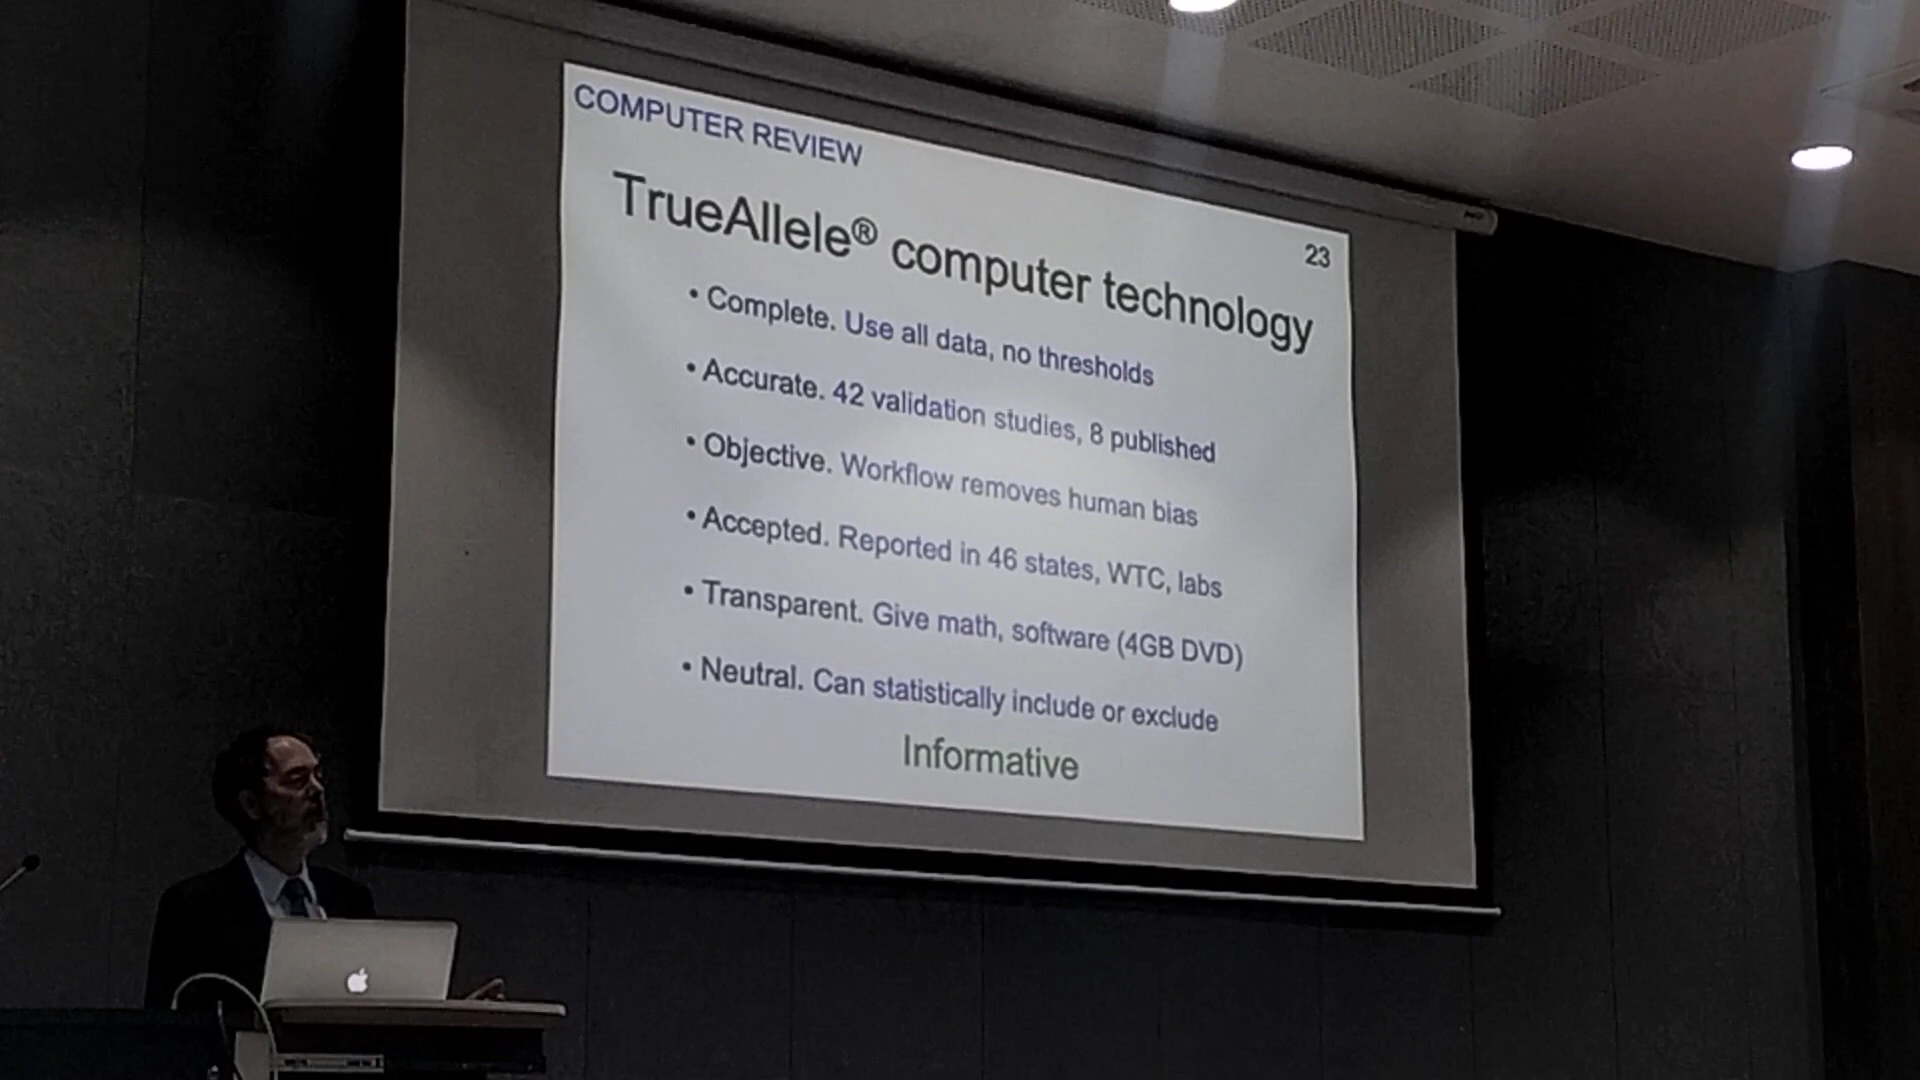 COMPUTER REVIEW
23
TrueAllele® computer technology
• Complete. Use all data, no thresholds
• Accurate. 42 validation studies, 8 published
• Objective. Workflow removes human bias
• Accepted. Reported in 46 states, WTC, labs
• Transparent. Give math, software (4GB DVD)
• Neutral. Can statistically include or exclude
Informative